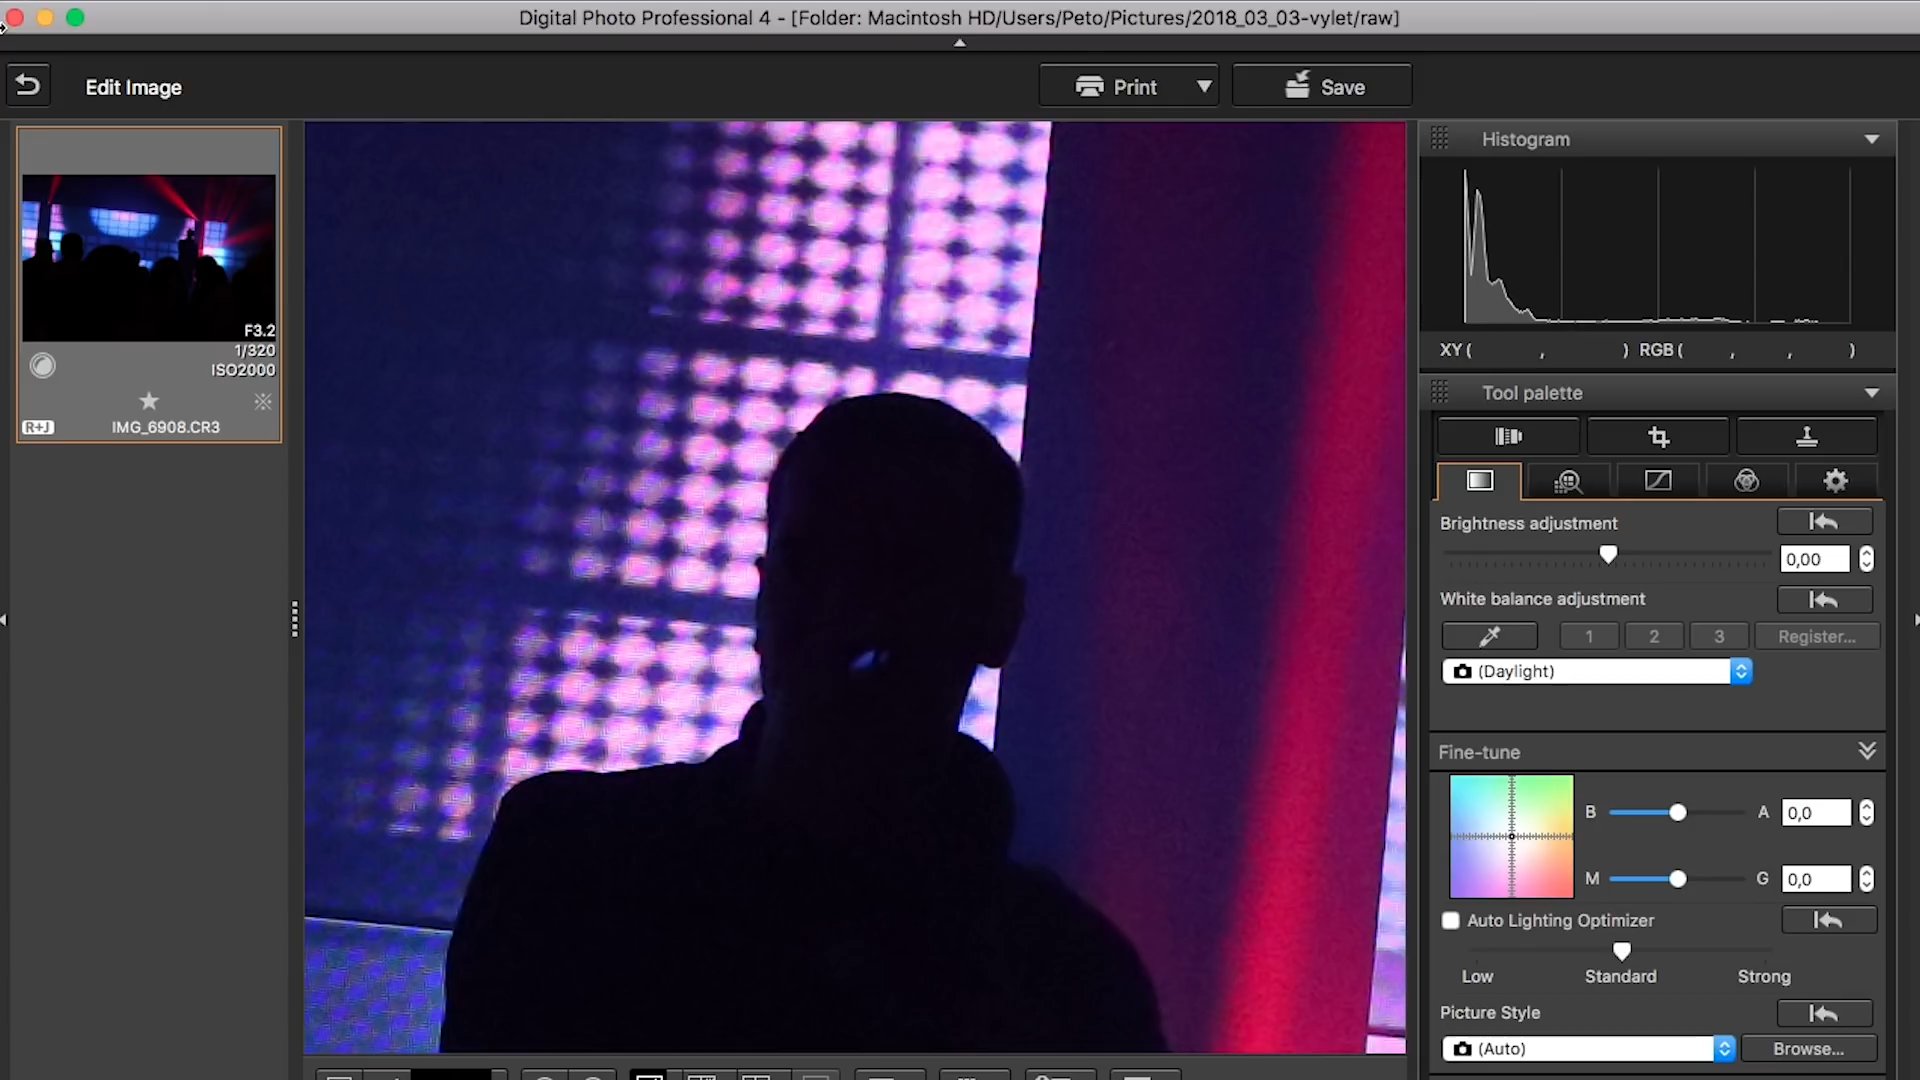 Digital Photo Professional 4 - [Folder: Macintosh HD/Users/Peto/Pictures/2018_03_03-vylet/raw]
Edit Image
Print
Save
F3.2
1/320
ISO2000
R+J
IMG_6908.CR3
Histogram
XY ( , ) RGB ( , , )
Tool palette
Brightness adjustment
0,00
White balance adjustment
1 2 3 Register...
(Daylight)
Fine-tune
B A 0,0
M G 0,0
Auto Lighting Optimizer
Low Standard Strong
Picture Style
(Auto) Browse...